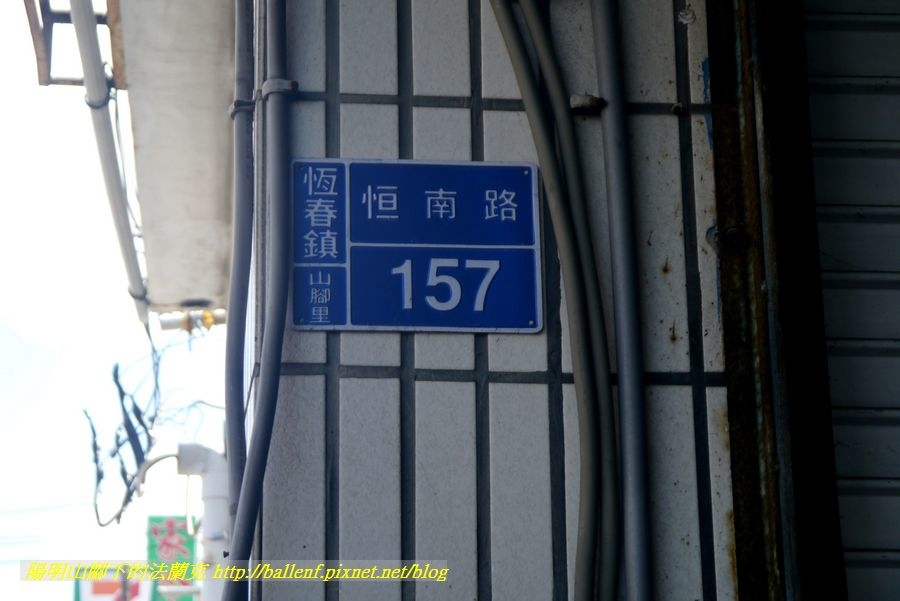 恆春鎮
山腳里
恒南路
157
家
陽明山腳下的法蘭克 http://ballenf.pixnet.net/blog